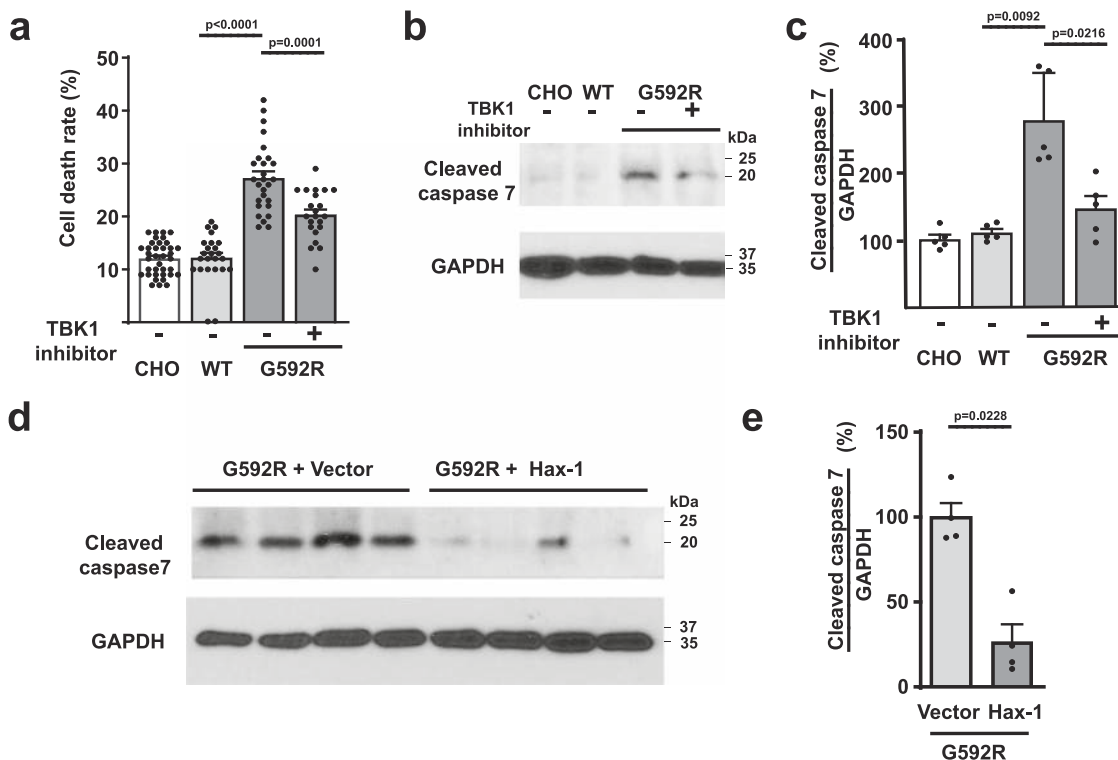 a
p<0.0001
p=0.0001
Cell death rate (%)
50
40
30
20
10
TBK1
inhibitor
- - - +
CHO WT G592R
b
CHO WT G592R
TBK1
inhibitor
- - - +
kDa
Cleaved
caspase 7
25
20
GAPDH
37
35
c
p=0.0092
p=0.0216
Cleaved caspase 7
GAPDH
(%)
400
300
200
100
TBK1
inhibitor
- - - +
CHO WT G592R
d
G592R + Vector G592R + Hax-1
kDa
Cleaved
caspase7
25
20
GAPDH
37
35
e
p=0.0228
Cleaved caspase 7
GAPDH
(%)
150
100
50
0
Vector Hax-1
G592R